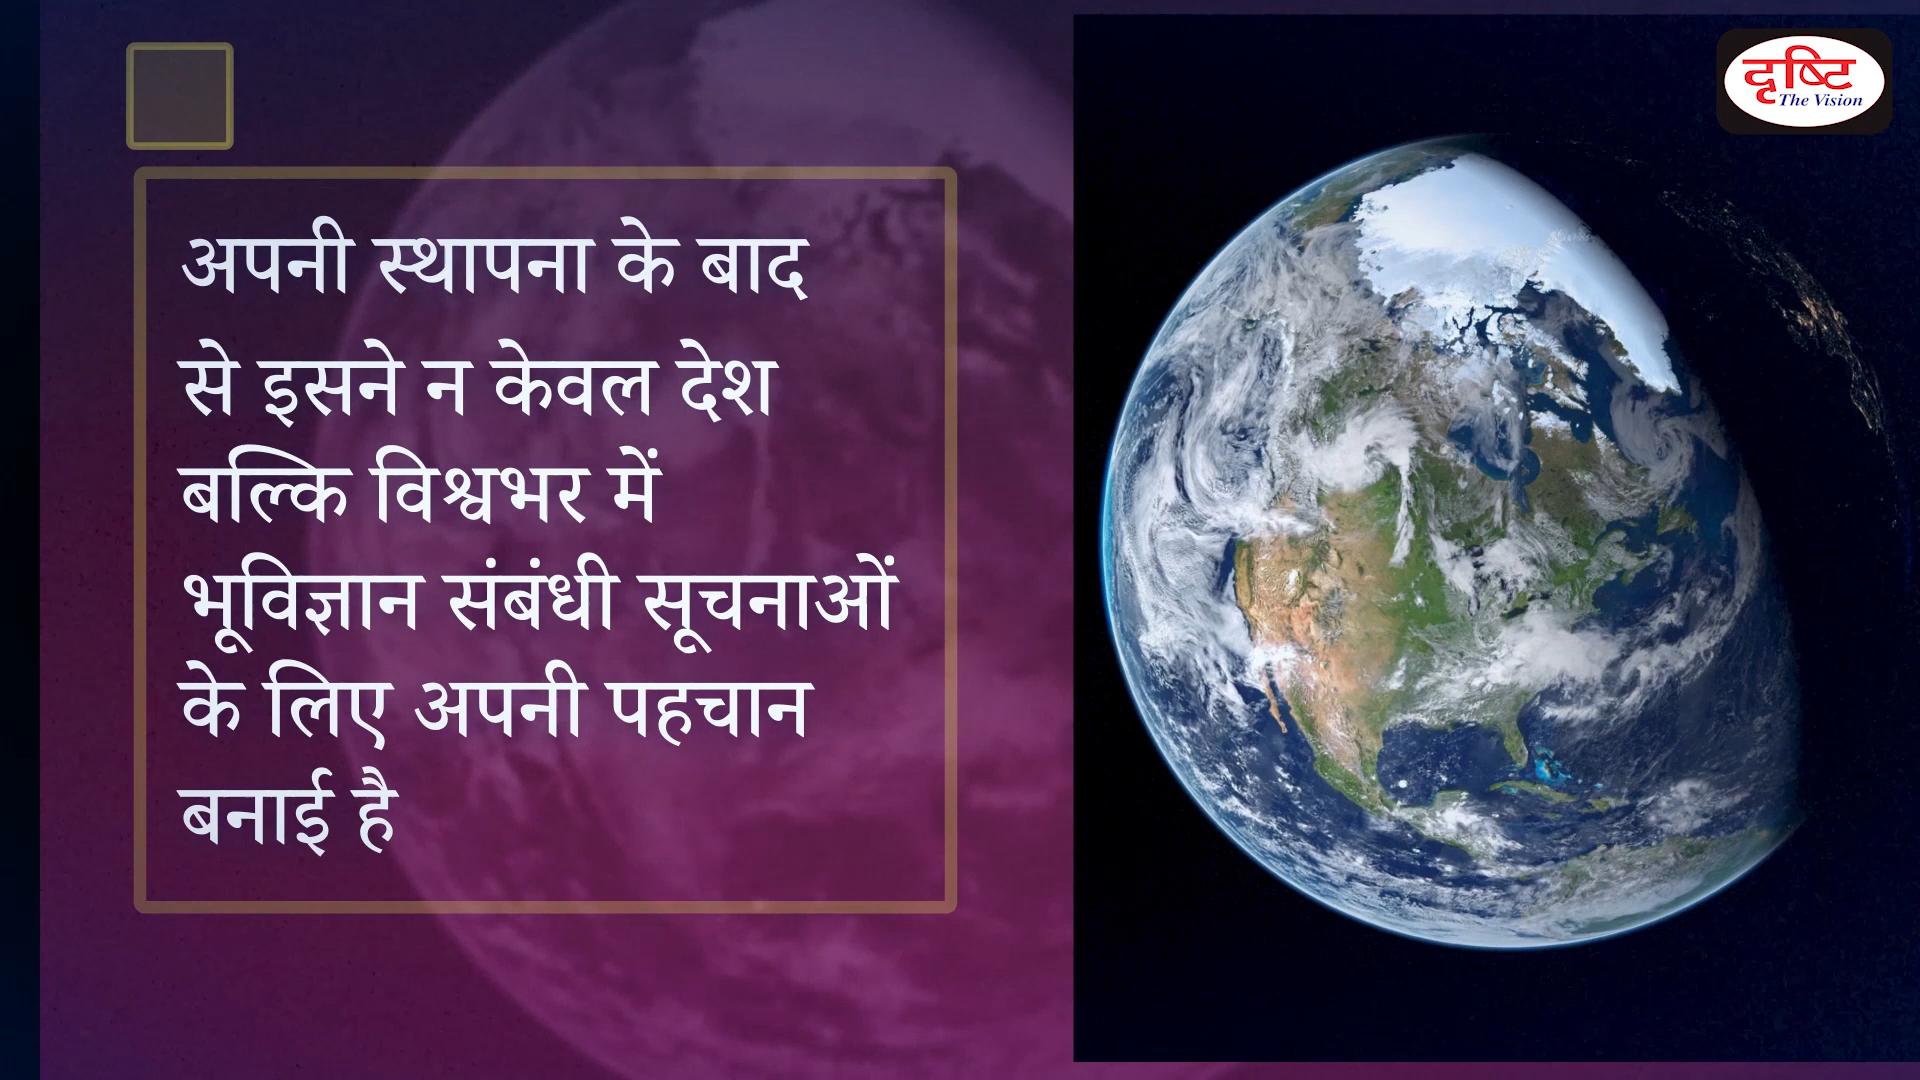 अपनी स्थापना के बाद
से इसने न केवल देश
बल्कि विश्वभर में
भूविज्ञान संबंधी सूचनाओं
के लिए अपनी पहचान
बनाई है
दृष्टि
The Vision